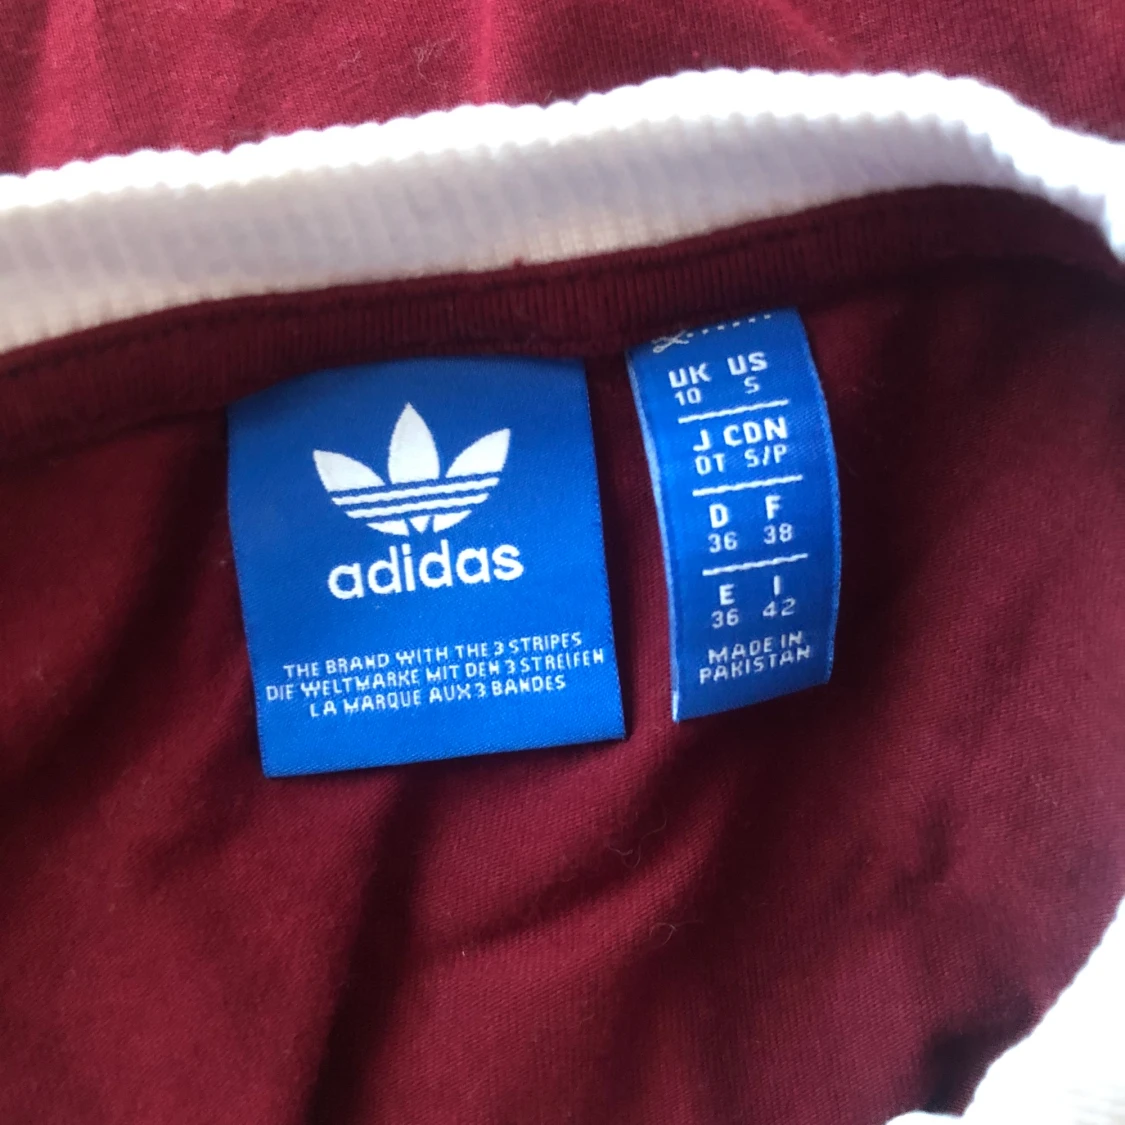 adidas
THE BRAND WITH THE 3 STRIPES
DIE WELTMARKE MIT DEN 3 STREIFEN
LA MARQUE AUX 3 BANDES
UK US
10 S
J CDN
OT S/P
D F
36 38
E I
36 42
MADE IN
PAKISTAN